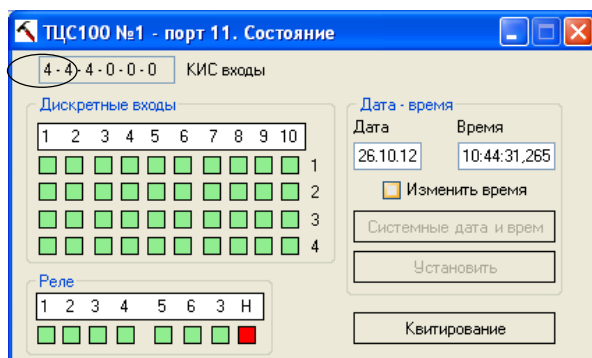 ТЦС100 №1 - порт 11. Состояние
4 - 4 - 4 - 0 - 0 - 0 КИС входы
Дискретные входы
1 2 3 4 5 6 7 8 9 10
1
2
3
4
Реле
1 2 3 4 5 6 3 Н
Дата - время
Дата Время
26.10.12 10:44:31,265
Изменить время
Системные дата и врем
Установить
Квитирование